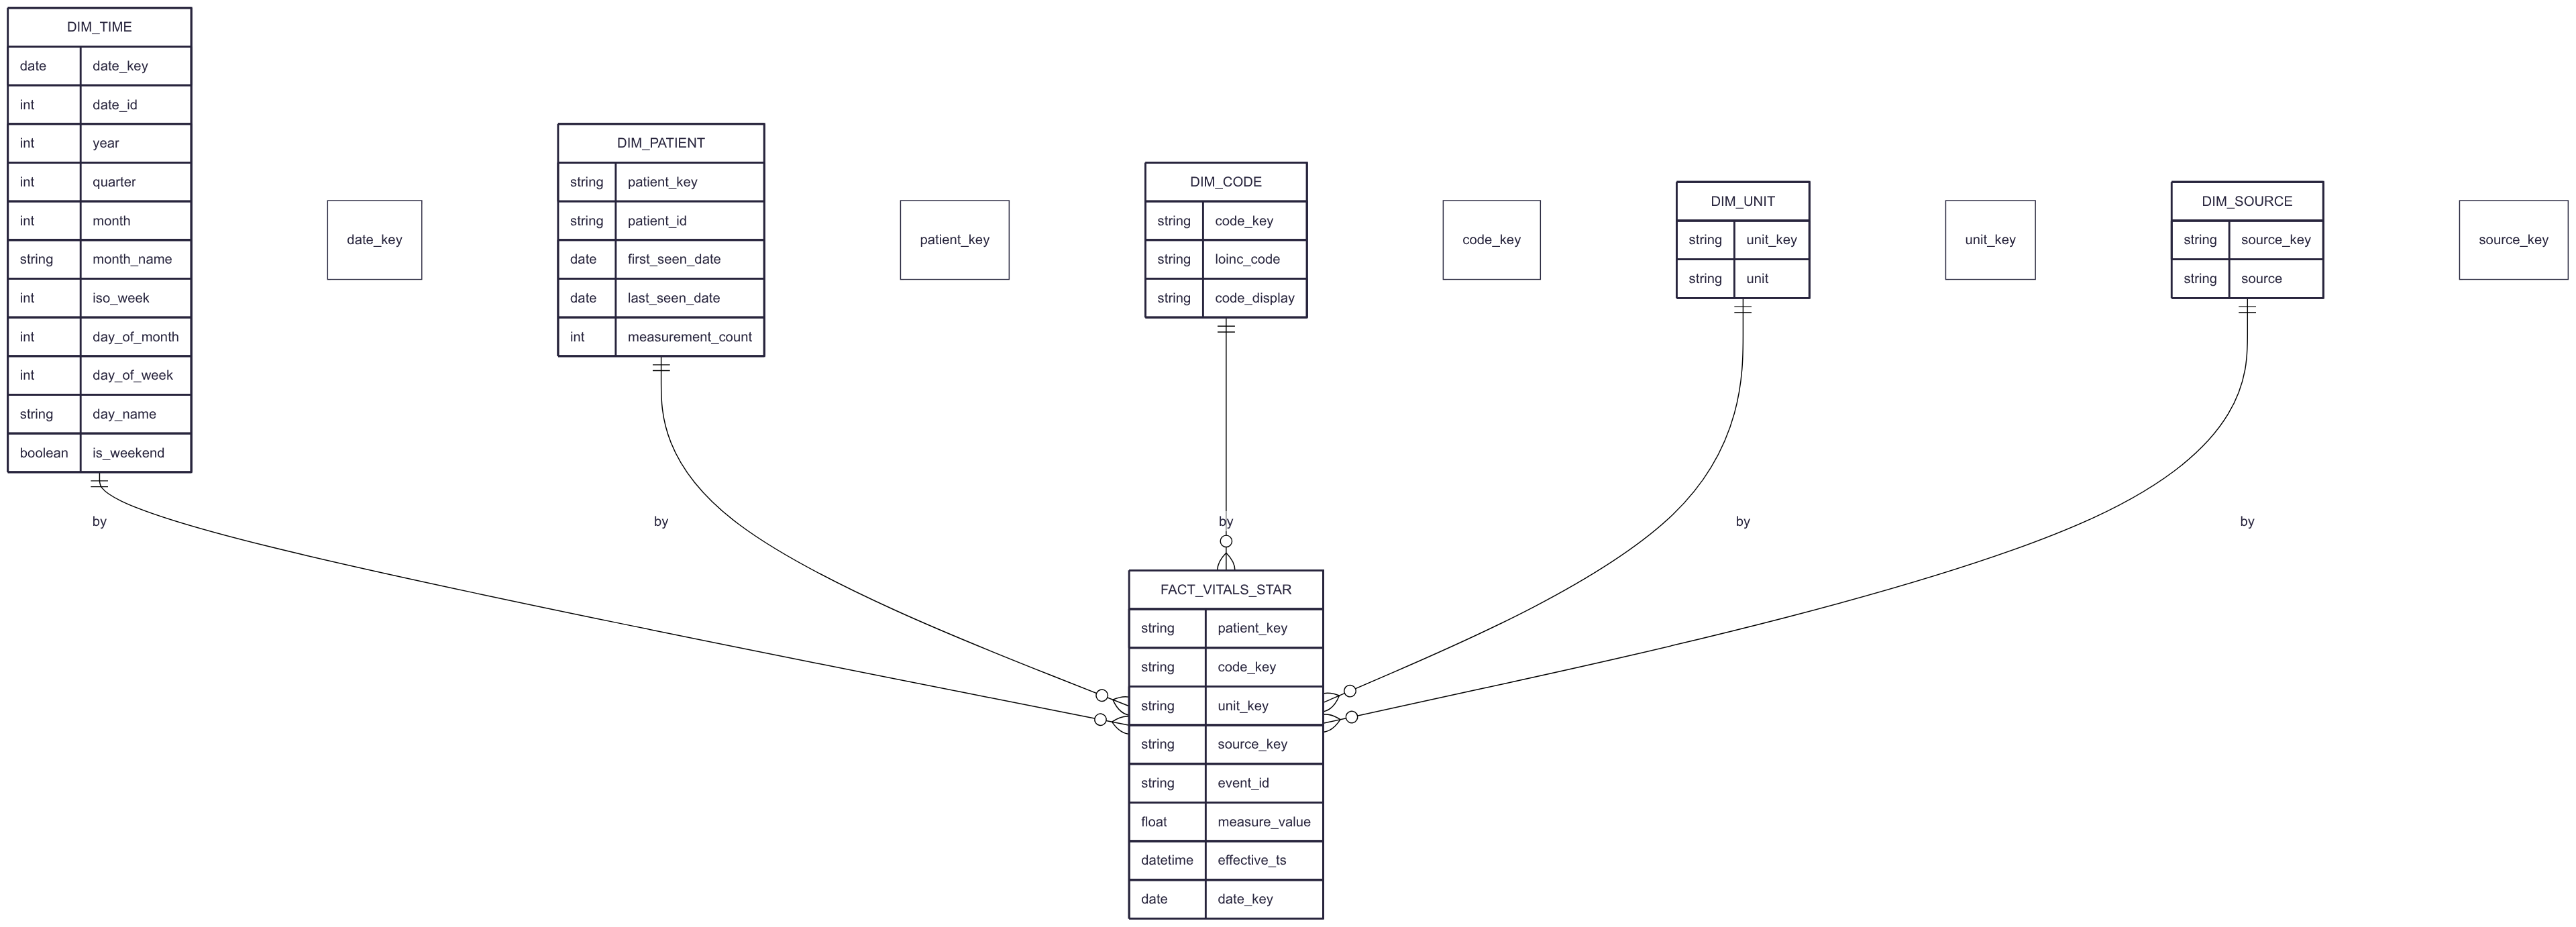 DIM_TIME
date date_key
int date_id
int year
int quarter
int month
string month_name
int iso_week
int day_of_month
int day_of_week
string day_name
boolean is_weekend
date_key
DIM_PATIENT
string patient_key
string patient_id
date first_seen_date
date last_seen_date
int measurement_count
patient_key
DIM_CODE
string code_key
string loinc_code
string code_display
code_key
DIM_UNIT
string unit_key
string unit
unit_key
DIM_SOURCE
string source_key
string source
source_key
by
by
by
by
by
FACT_VITALS_STAR
string patient_key
string code_key
string unit_key
string source_key
string event_id
float measure_value
datetime effective_ts
date date_key